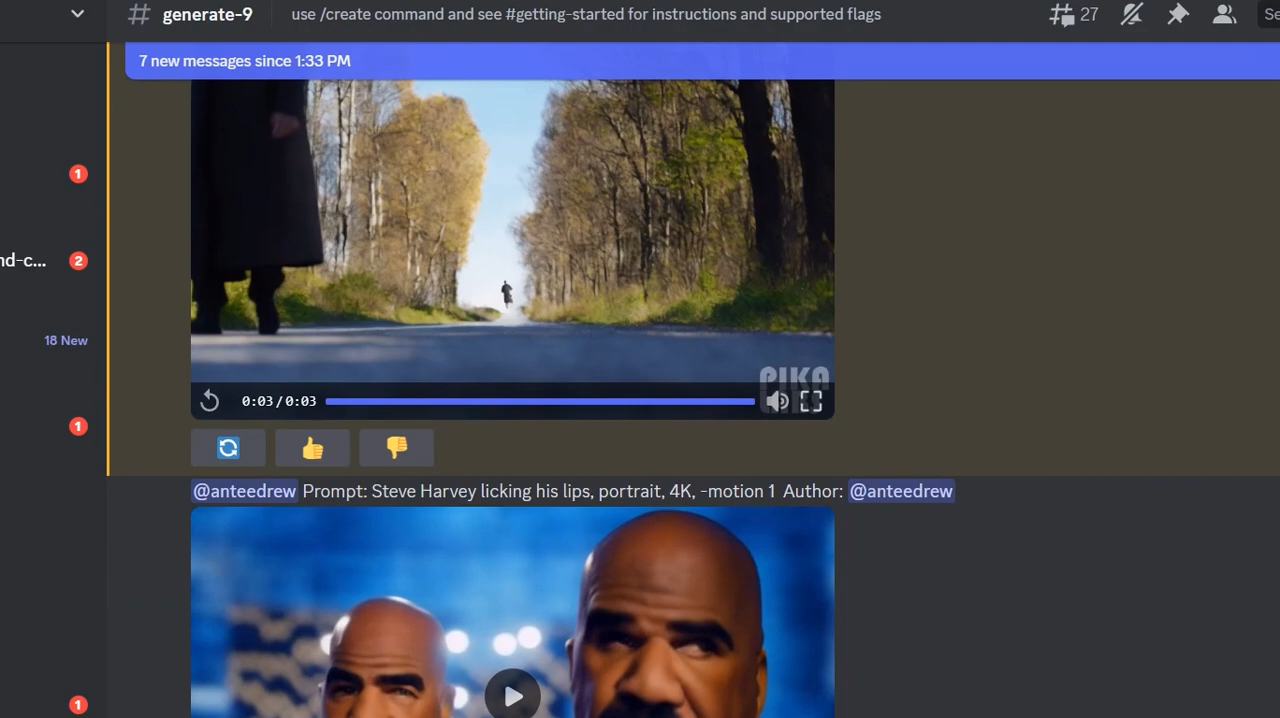 generate-9
use /create command and see #getting-started for instructions and supported flags
27
Se
7 new messages since 1:33 PM
1
nd-c...
2
18 New
1
PIKA
0:03/0:03
@anteedrew Prompt: Steve Harvey licking his lips, portrait, 4K, -motion 1 Author: @anteedrew
1